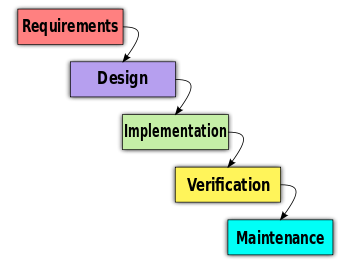 Requirements
Design
Implementation
Verification
Maintenance